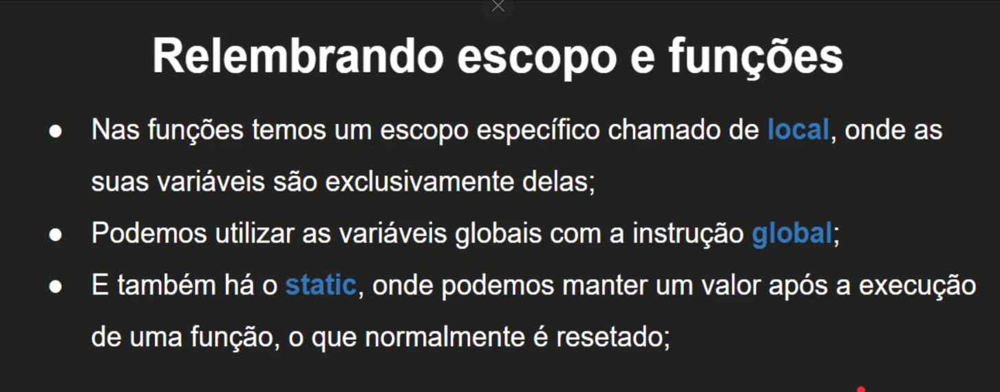 Relembrando escopo e funções
● Nas funções temos um escopo específico chamado de local, onde as
suas variáveis são exclusivamente delas;
● Podemos utilizar as variáveis globais com a instrução global;
● E também há o static, onde podemos manter um valor após a execução
de uma função, o que normalmente é resetado;